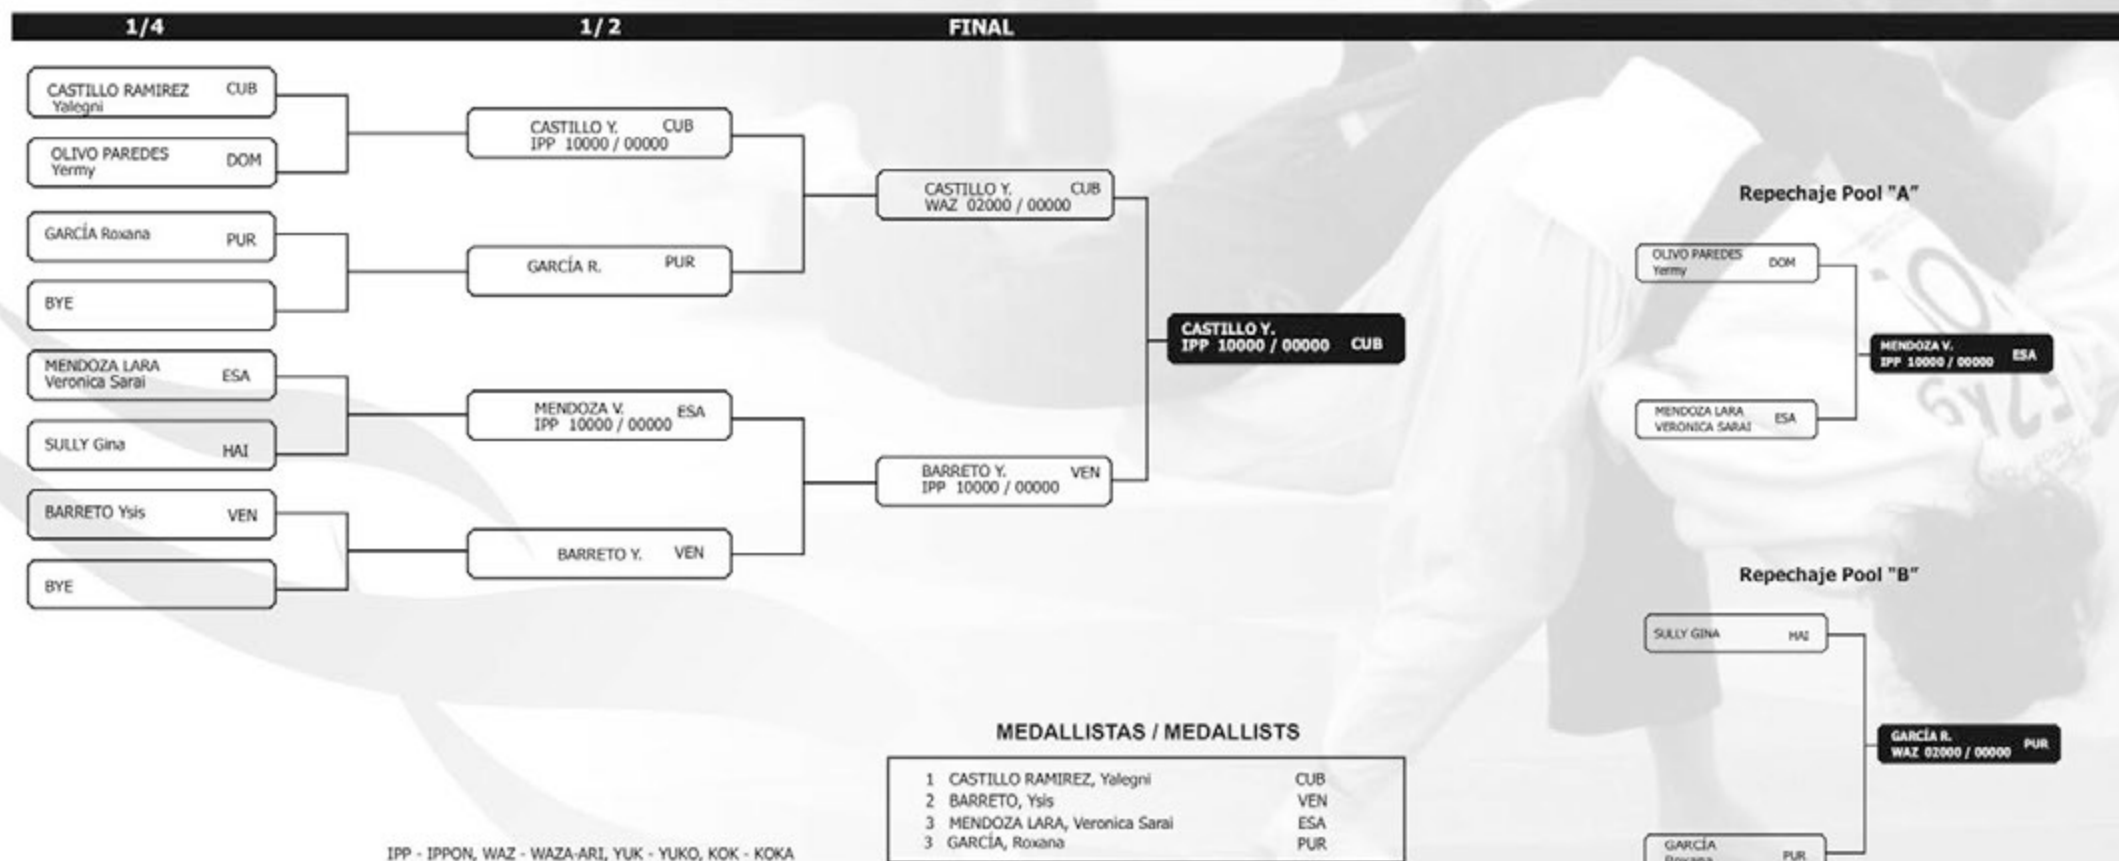 1/4 1/2 FINAL
CASTILLO RAMIREZ CUB
Yalegni
OLIVO PAREDES DOM
Yermy
GARCÍA Roxana PUR
BYE
MENDOZA LARA ESA
Veronica Sarai
SULLY Gina HAI
BARRETO Ysis VEN
BYE
CASTILLO Y. CUB
IPP 10000 / 00000
GARCÍA R. PUR
MENDOZA V. ESA
IPP 10000 / 00000
BARRETO Y. VEN
CASTILLO Y. CUB
WAZ 02000 / 00000
BARRETO Y. VEN
IPP 10000 / 00000
CASTILLO Y.
IPP 10000 / 00000 CUB
Repechaje Pool "A"
OLIVO PAREDES DOM
Yermy
MENDOZA LARA ESA
VERONICA SARAI
MENDOZA V. ESA
IPP 10000 / 00000
Repechaje Pool "B"
SULLY GINA HAI
GARCÍA R. PUR
WAZ 02000 / 00000
GARCÍA PUR
Roxana
MEDALLISTAS / MEDALLISTS
1 CASTILLO RAMIREZ, Yalegni CUB
2 BARRETO, Ysis VEN
3 MENDOZA LARA, Veronica Sarai ESA
3 GARCÍA, Roxana PUR
IPP - IPPON, WAZ - WAZA-ARI, YUK - YUKO, KOK - KOKA